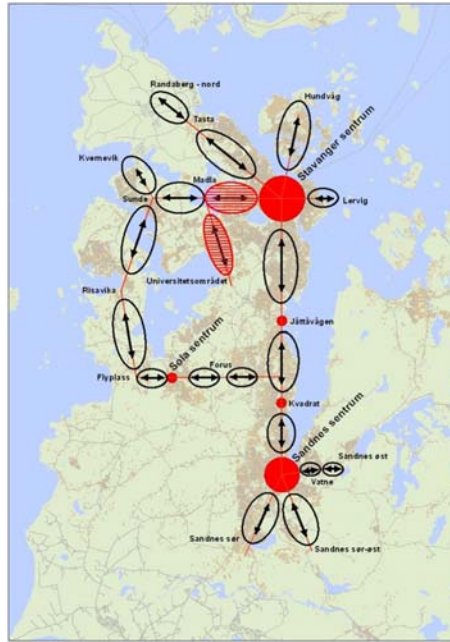 Randaberg - nord
Hundvåg
Tasta
Stavanger sentrum
Kvernevik
Madla
Sunde
Lervig
Universitetsområdet
Risavika
Jåttåvågen
Sola sentrum
Forus
Flyplass
Kvadrat
Sandnes sentrum
Sandnes øst
Vatne
Sandnes sør
Sandnes sør-øst